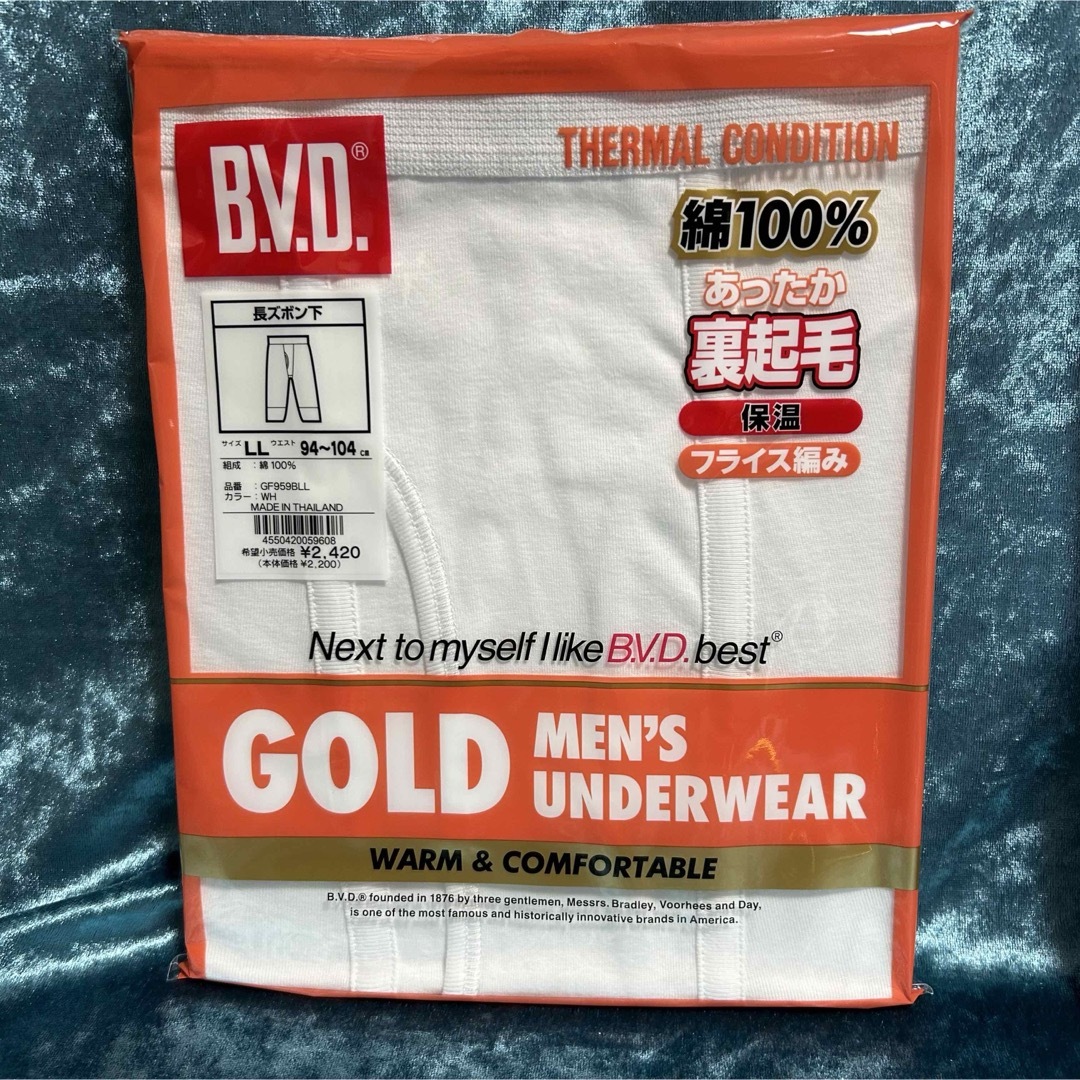 B.V.D.®
THERMAL CONDITION
綿100%
あったか
裏起毛
保温
フライス編み
長ズボン下
サイズ LL ウエスト 94〜104 cm
組成 : 綿 100%
品番 : GF959BLL
カラー : WH
MADE IN THAILAND
4550420059608
希望小売価格 ¥2,420
(本体価格 ¥2,200)
Next to myself I like B.V.D. best®
GOLD MEN'S
UNDERWEAR
WARM & COMFORTABLE
B.V.D.® founded in 1876 by three gentlemen, Messrs. Bradley, Voorhees and Day,
is one of the most famous and historically innovative brands in America.